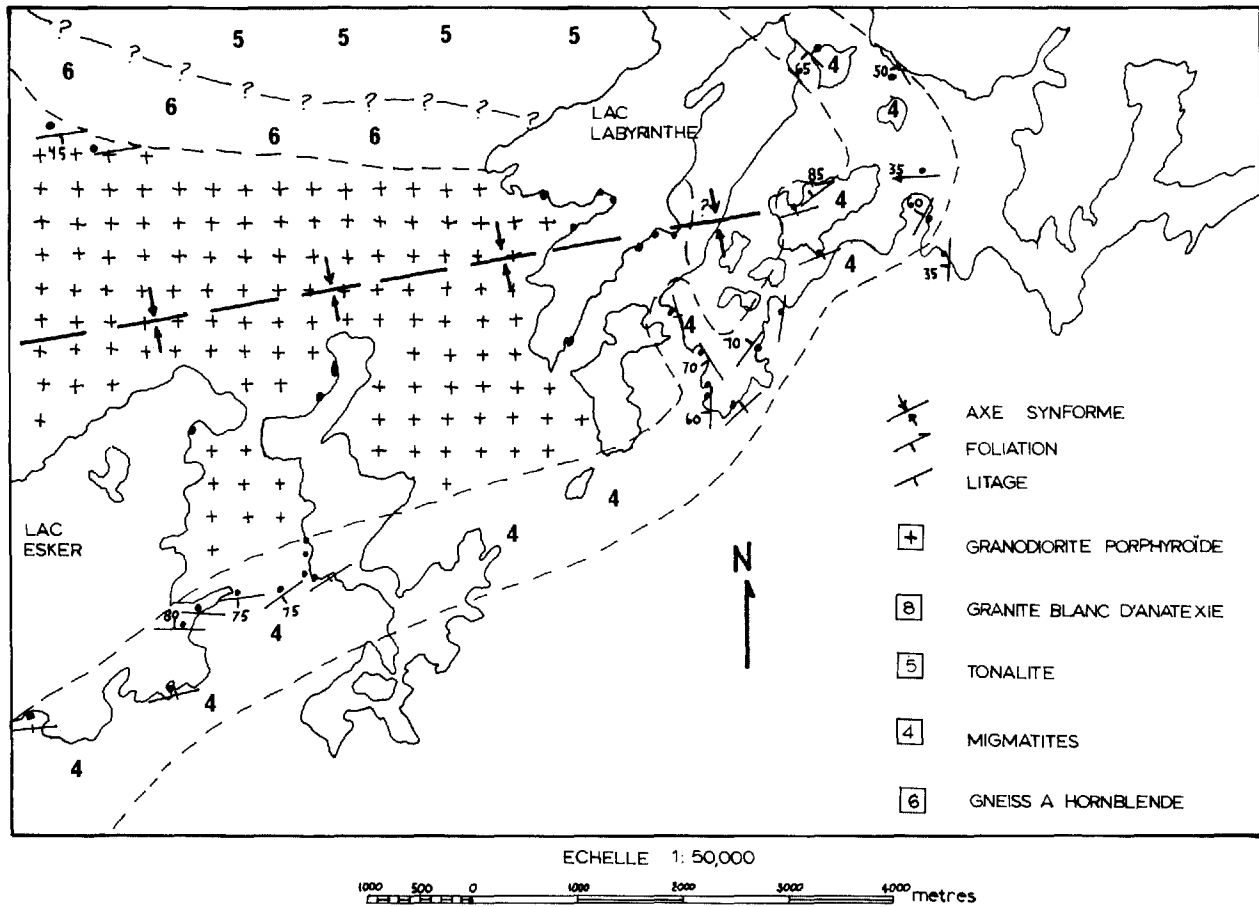 5 5 5 5
6
6
6 6
LAC
LABYRINTHE
65 4
50
4
45
85 4
35
60
4
35
?
4
70
70
60
4
4
LAC
ESKER
80 75 75
4
4
4
AXE SYNFORME
FOLIATION
LITAGE
N
+ GRANODIORITE PORPHYROÏDE
8 GRANITE BLANC D'ANATEXIE
5 TONALITE
4 MIGMATITES
6 GNEISS A HORNBLENDE
ECHELLE 1: 50,000
1000 500 0 1000 2000 3000 4000 metres